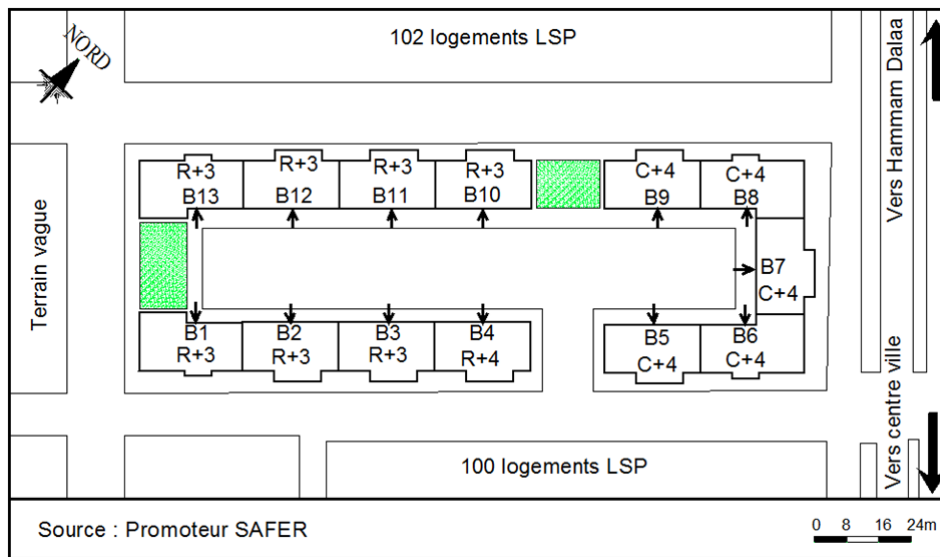 102 logements LSP
NORD
Vers Hammam Dalaa
Terrain vague
R+3
B13
R+3
B12
R+3
B11
R+3
B10
C+4
B9
C+4
B8
B7
C+4
B1
R+3
B2
R+3
B3
R+3
B4
R+4
B5
C+4
B6
C+4
Vers centre ville
100 logements LSP
Source : Promoteur SAFER
0 8 16 24m